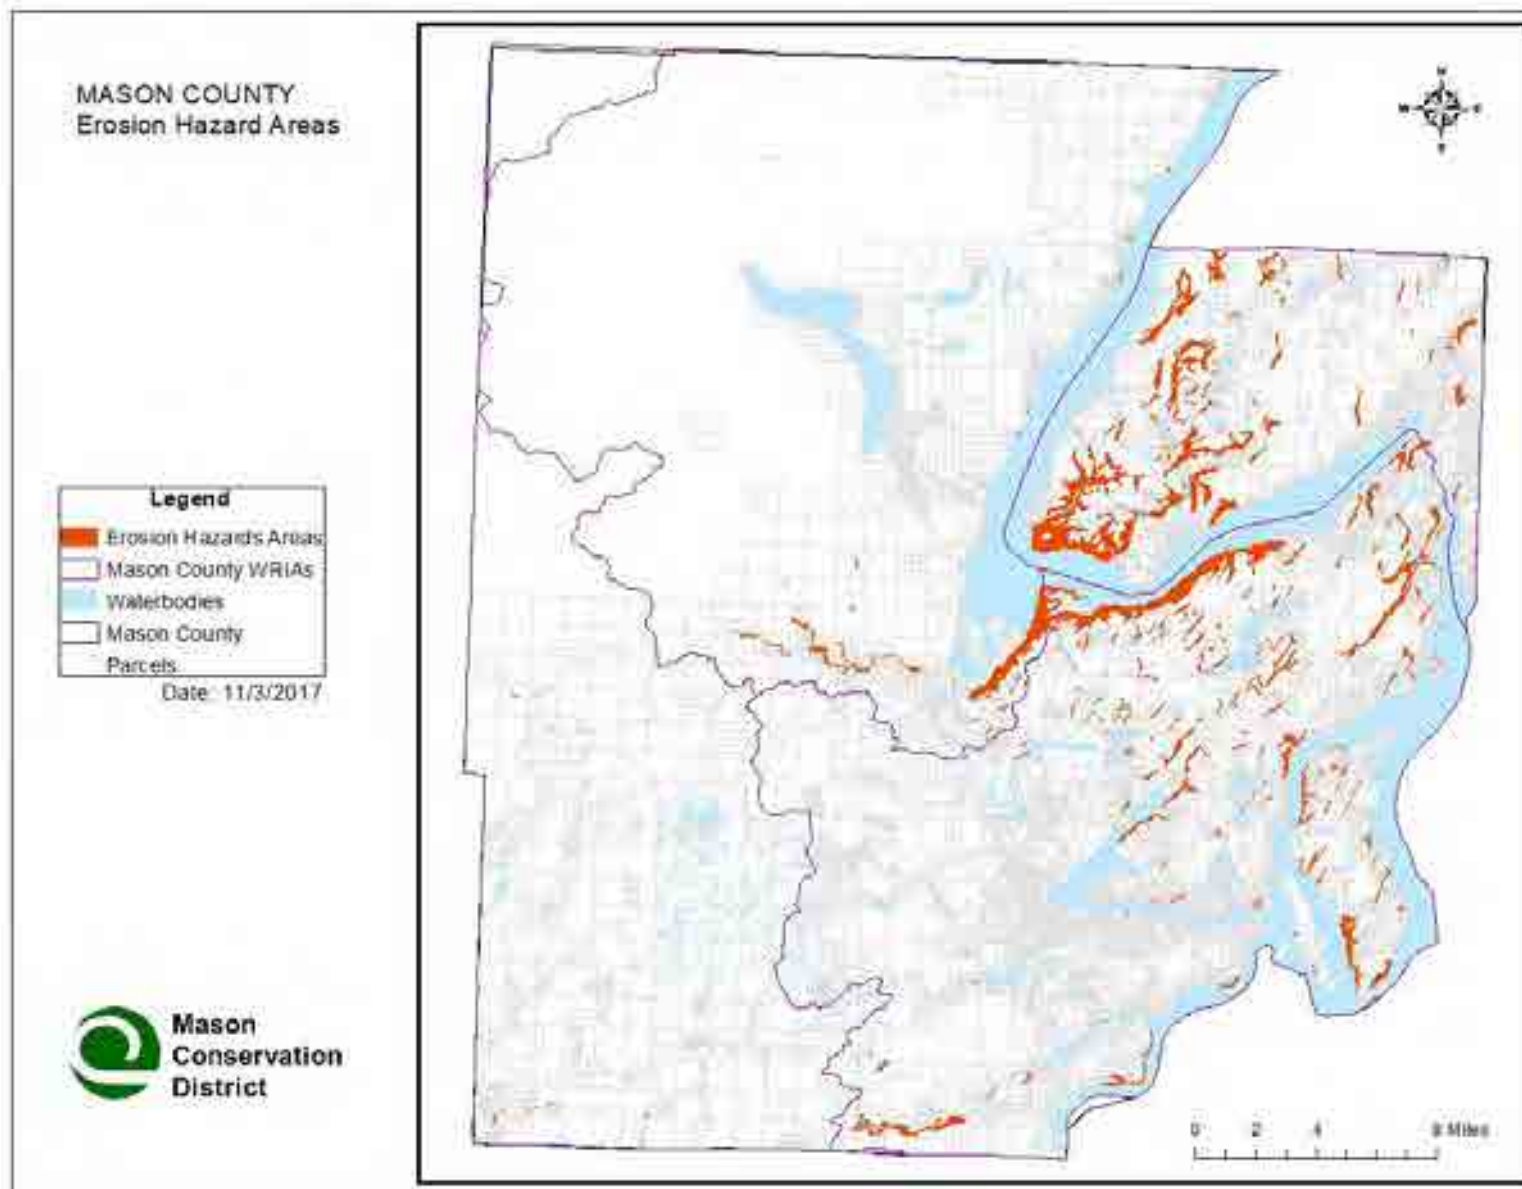 MASON COUNTY
Erosion Hazard Areas
N
W
E
S
Legend
Erosion Hazards Areas
Mason County WRIAs
Waterbodies
Mason County
Parcels
Date: 11/3/2017
Mason
Conservation
District
0 2 4 8 Miles